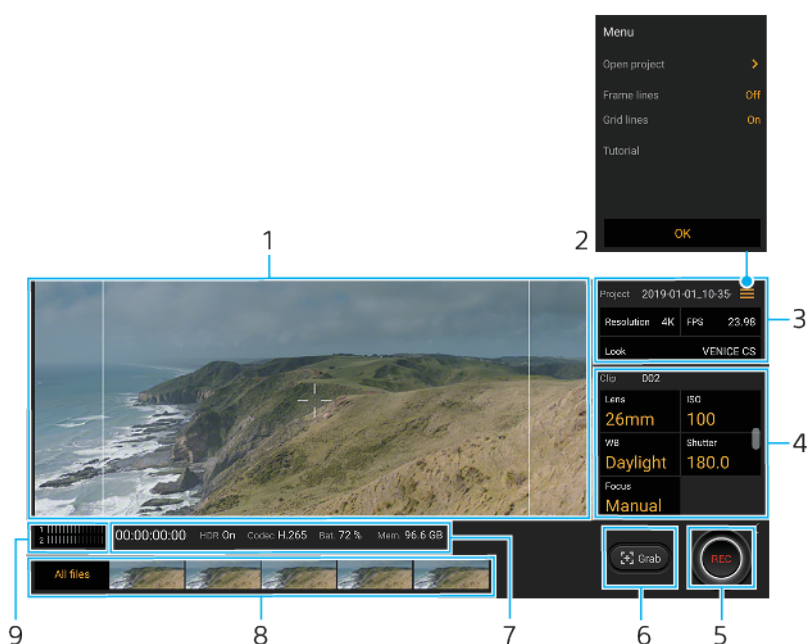 Menu
Open project >
Frame lines Off
Grid lines On
Tutorial
OK
1
2
3
4
5
6
7
8
9
Project 2019-01-01_10-35-
Resolution 4K FPS 23.98
Look VENICE CS
Clip 002
Lens ISO
26mm 100
WB Shutter
Daylight 180.0
Focus
Manual
1
2
00:00:00:00 HDR On Codec H.265 Bat. 72 % Mem. 96.6 GB
Grab
REC
All files